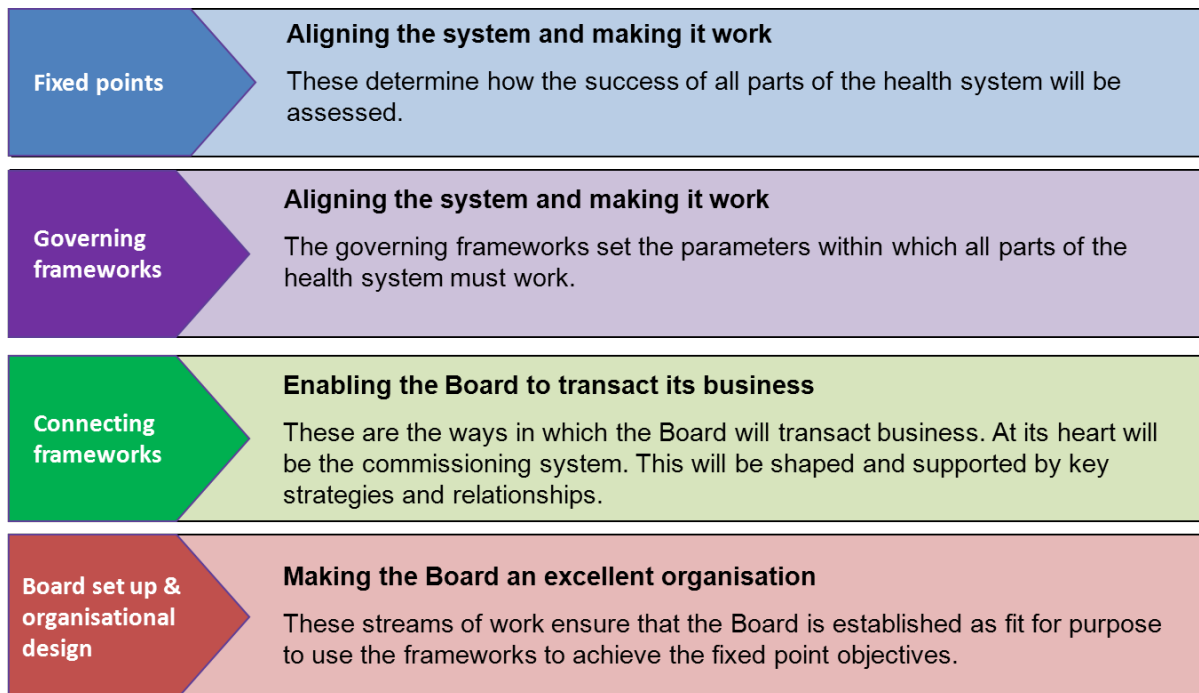 Fixed points
Aligning the system and making it work
These determine how the success of all parts of the health system will be
assessed.
Governing
frameworks
Aligning the system and making it work
The governing frameworks set the parameters within which all parts of the
health system must work.
Connecting
frameworks
Enabling the Board to transact its business
These are the ways in which the Board will transact business. At its heart will
be the commissioning system. This will be shaped and supported by key
strategies and relationships.
Board set up &
organisational
design
Making the Board an excellent organisation
These streams of work ensure that the Board is established as fit for purpose
to use the frameworks to achieve the fixed point objectives.